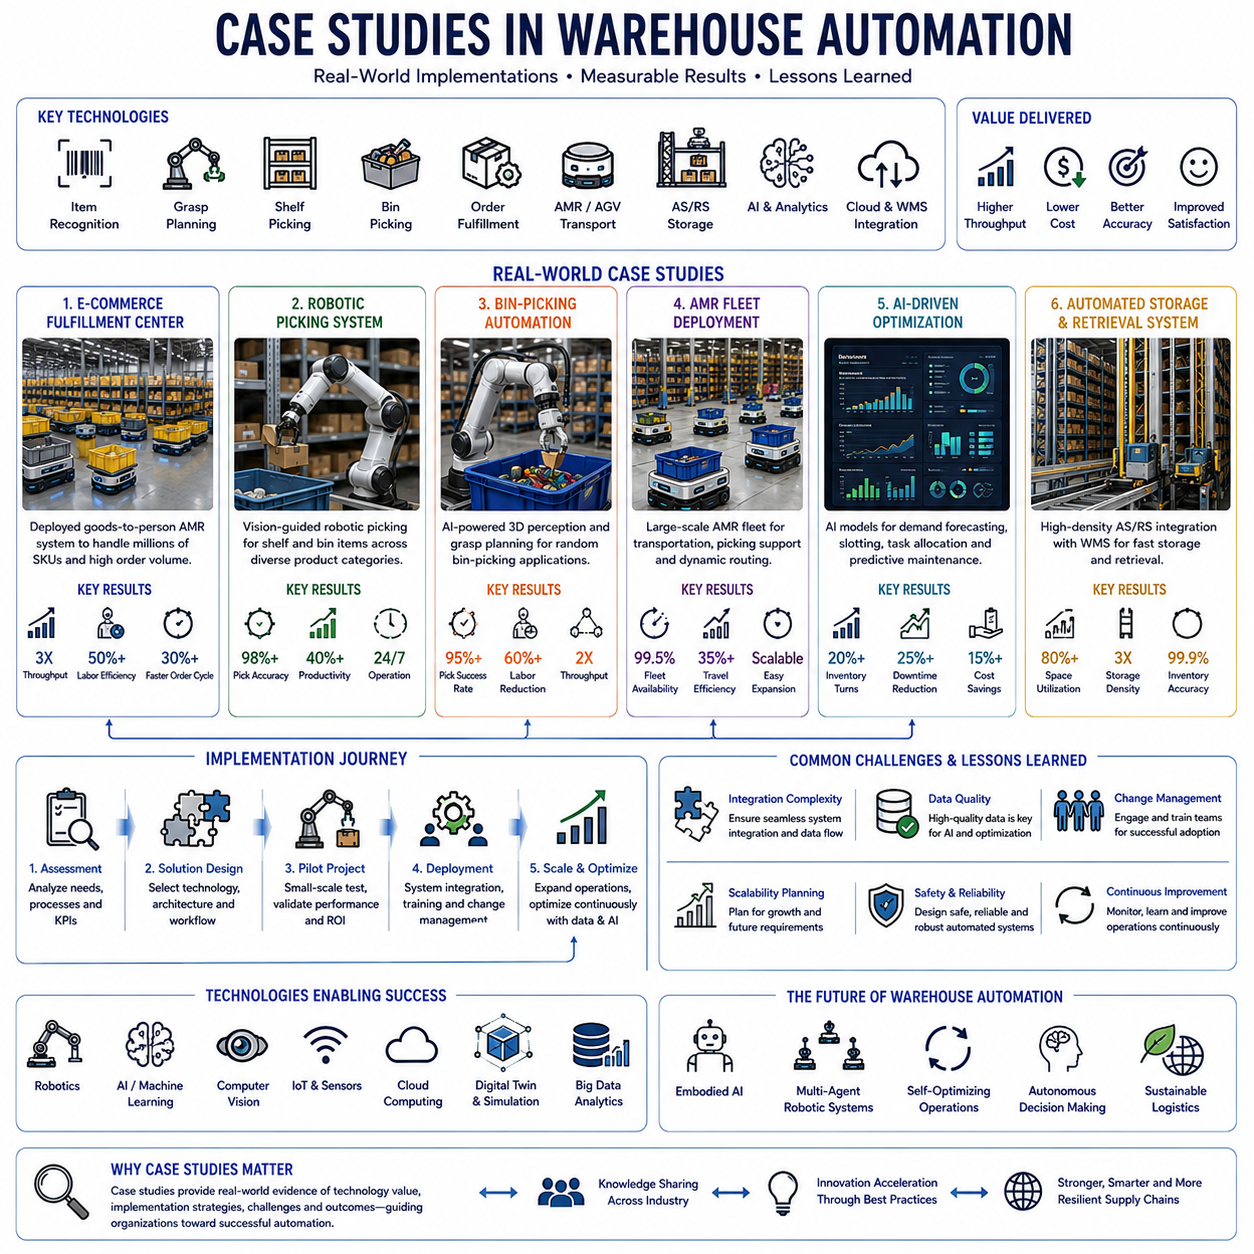 CASE STUDIES IN WAREHOUSE AUTOMATION
Real-World Implementations • Measurable Results • Lessons Learned
KEY TECHNOLOGIES
Item
Recognition
Grasp
Planning
Shelf
Picking
Bin
Picking
Order
Fulfillment
AMR / AGV
Transport
AS/RS
Storage
AI & Analytics
Cloud & WMS
Integration
VALUE DELIVERED
Higher
Throughput
Lower
Cost
Better
Accuracy
Improved
Satisfaction
REAL-WORLD CASE STUDIES
1. E-COMMERCE
FULFILLMENT CENTER
Deployed goods-to-person AMR
system to handle millions of
SKUs and high order volume.
KEY RESULTS
3X
Throughput
50%+
Labor Efficiency
30%+
Faster Order Cycle
2. ROBOTIC
PICKING SYSTEM
Vision-guided robotic picking
for shelf and bin items across
diverse product categories.
KEY RESULTS
98%+
Pick Accuracy
40%+
Productivity
24/7
Operation
3. BIN-PICKING
AUTOMATION
AI-powered 3D perception and
grasp planning for random
bin-picking applications.
KEY RESULTS
95%+
Pick Success
Rate
60%+
Labor
Reduction
2X
Throughput
4. AMR FLEET
DEPLOYMENT
Large-scale AMR fleet for
transportation, picking support
and dynamic routing.
KEY RESULTS
99.5%
Fleet
Availability
35%+
Travel
Efficiency
Scalable
Easy
Expansion
5. AI-DRIVEN
OPTIMIZATION
AI models for demand forecasting,
slotting, task allocation and
predictive maintenance.
KEY RESULTS
20%+
Inventory
Turns
25%+
Downtime
Reduction
15%+
Cost
Savings
6. AUTOMATED STORAGE
& RETRIEVAL SYSTEM
High-density AS/RS integration
with WMS for fast storage
and retrieval.
KEY RESULTS
80%+
Space
Utilization
3X
Storage
Density
99.9%
Inventory
Accuracy
IMPLEMENTATION JOURNEY
1. Assessment
Analyze needs,
processes and
KPIs
2. Solution Design
Select technology,
architecture and
workflow
3. Pilot Project
Small-scale test,
validate performance
and ROI
4. Deployment
System integration,
training and change
management
5. Scale & Optimize
Expand operations,
optimize continuously
with data & AI
COMMON CHALLENGES & LESSONS LEARNED
Integration Complexity
Ensure seamless system
integration and data flow
Data Quality
High-quality data is key
for AI and optimization
Change Management
Engage and train teams
for successful adoption
Scalability Planning
Plan for growth and
future requirements
Safety & Reliability
Design safe, reliable and
robust automated systems
Continuous Improvement
Monitor, learn and improve
operations continuously
TECHNOLOGIES ENABLING SUCCESS
Robotics
AI / Machine
Learning
Computer
Vision
IoT & Sensors
Cloud
Computing
Digital Twin
& Simulation
Big Data
Analytics
THE FUTURE OF WAREHOUSE AUTOMATION
Embodied AI
Multi-Agent
Robotic Systems
Self-Optimizing
Operations
Autonomous
Decision Making
Sustainable
Logistics
WHY CASE STUDIES MATTER
Case studies provide real-world evidence of technology value,
implementation strategies, challenges and outcomes—guiding
organizations toward successful automation.
Knowledge Sharing
Across Industry
Innovation Acceleration
Through Best Practices
Stronger, Smarter and More
Resilient Supply Chains